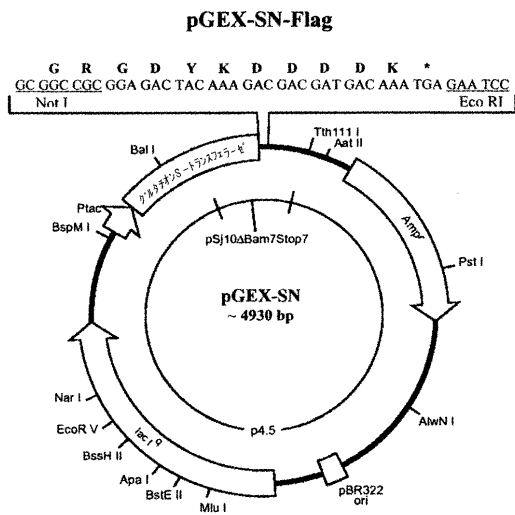 pGEX-SN-Flag
G R G D Y K D D D D K *
GC GGC CGC GGA GAC TAC AAA GAC GAC GAT GAC AAA TGA GAA TCC
Not I
Eco RI
Tth111 I
Aat II
Bal I
グルタチオンS-トランスフェラーゼ
Ptac
BspM I
Ampr
Pst I
pSj10ΔBam7Stop7
pGEX-SN
~ 4930 bp
p4.5
AlwN I
pBR322
ori
lac Iq
Nar I
EcoR V
BssH II
Apa I
BstE II
Mlu I